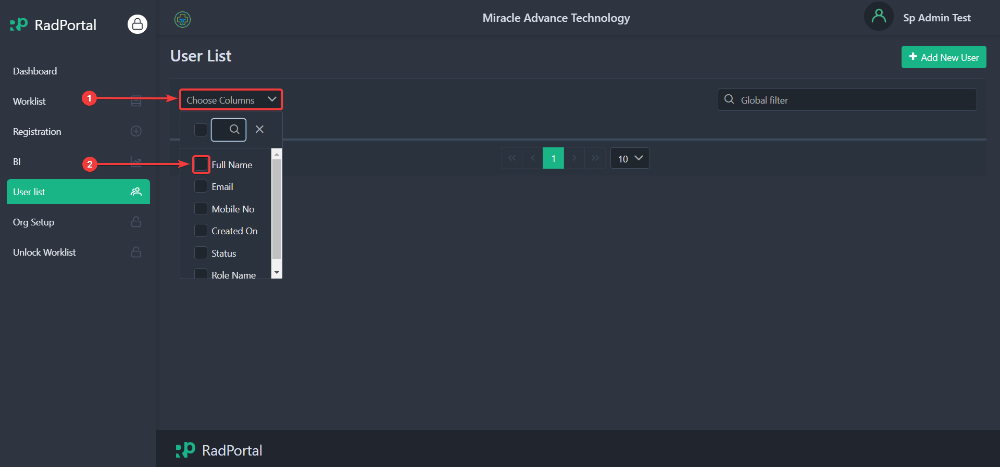 RadPortal
Miracle Advance Technology
Sp Admin Test
User List
Add New User
Dashboard
Worklist
1
Choose Columns
Global filter
Registration
BI
2
Full Name
1
10
User list
Email
Mobile No
Org Setup
Created On
Unlock Worklist
Status
Role Name
RadPortal